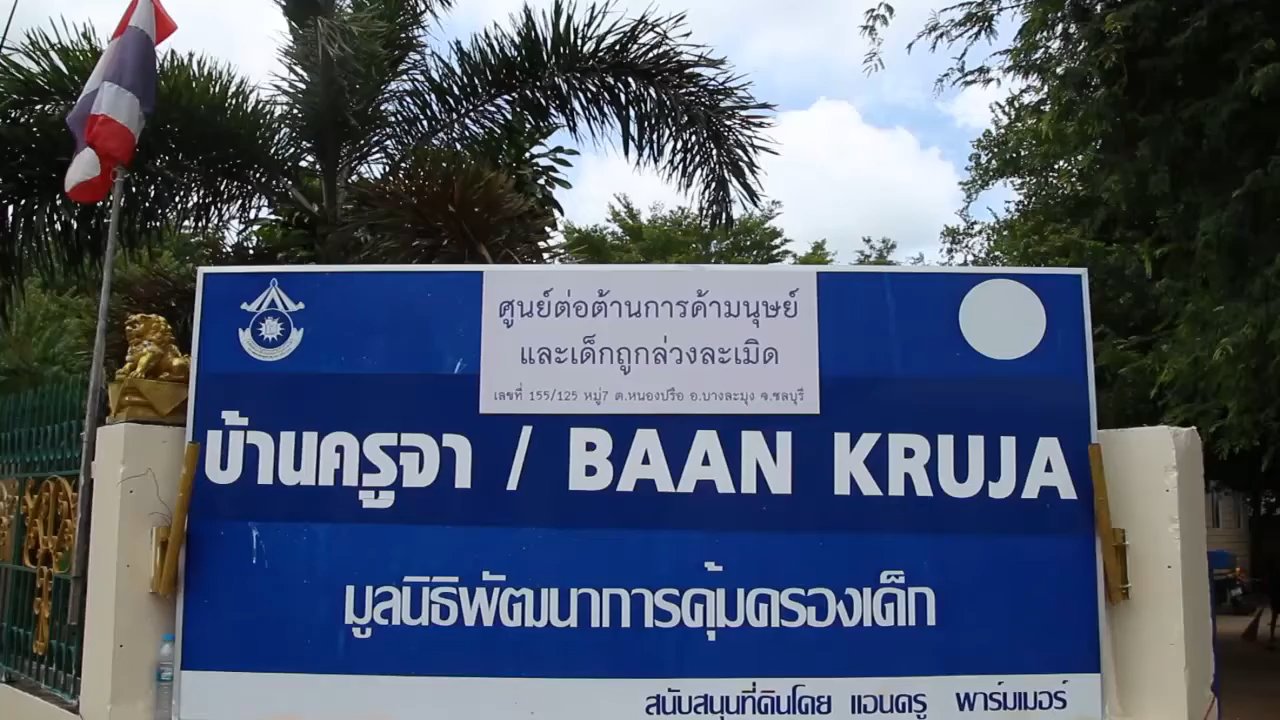 ศูนย์ต่อต้านการค้ามนุษย์
และเด็กถูกล่วงละเมิด
เลขที่ 155/125 หมู่7 ต.หนองปรือ อ.บางละมุง จ.ชลบุรี
บ้านครูจา / BAAN KRUJA
มูลนิธิพัฒนาการคุ้มครองเด็ก
สนับสนุนที่ดินโดย แอนดรู พาร์มเมอร์